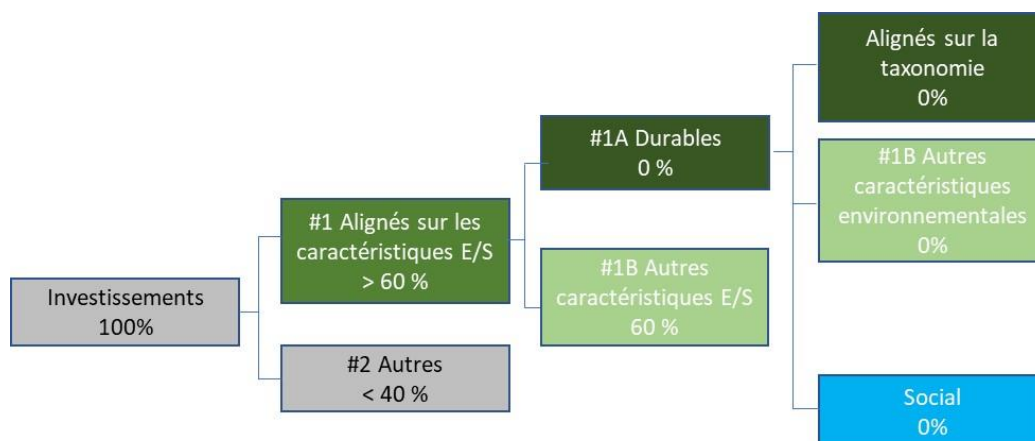 Investissements
100%
#1 Alignés sur les
caractéristiques E/S
> 60 %
#2 Autres
< 40 %
#1A Durables
0 %
#1B Autres
caractéristiques E/S
60 %
Alignés sur la
taxonomie
0%
#1B Autres
caractéristiques
environnementales
0%
Social
0%